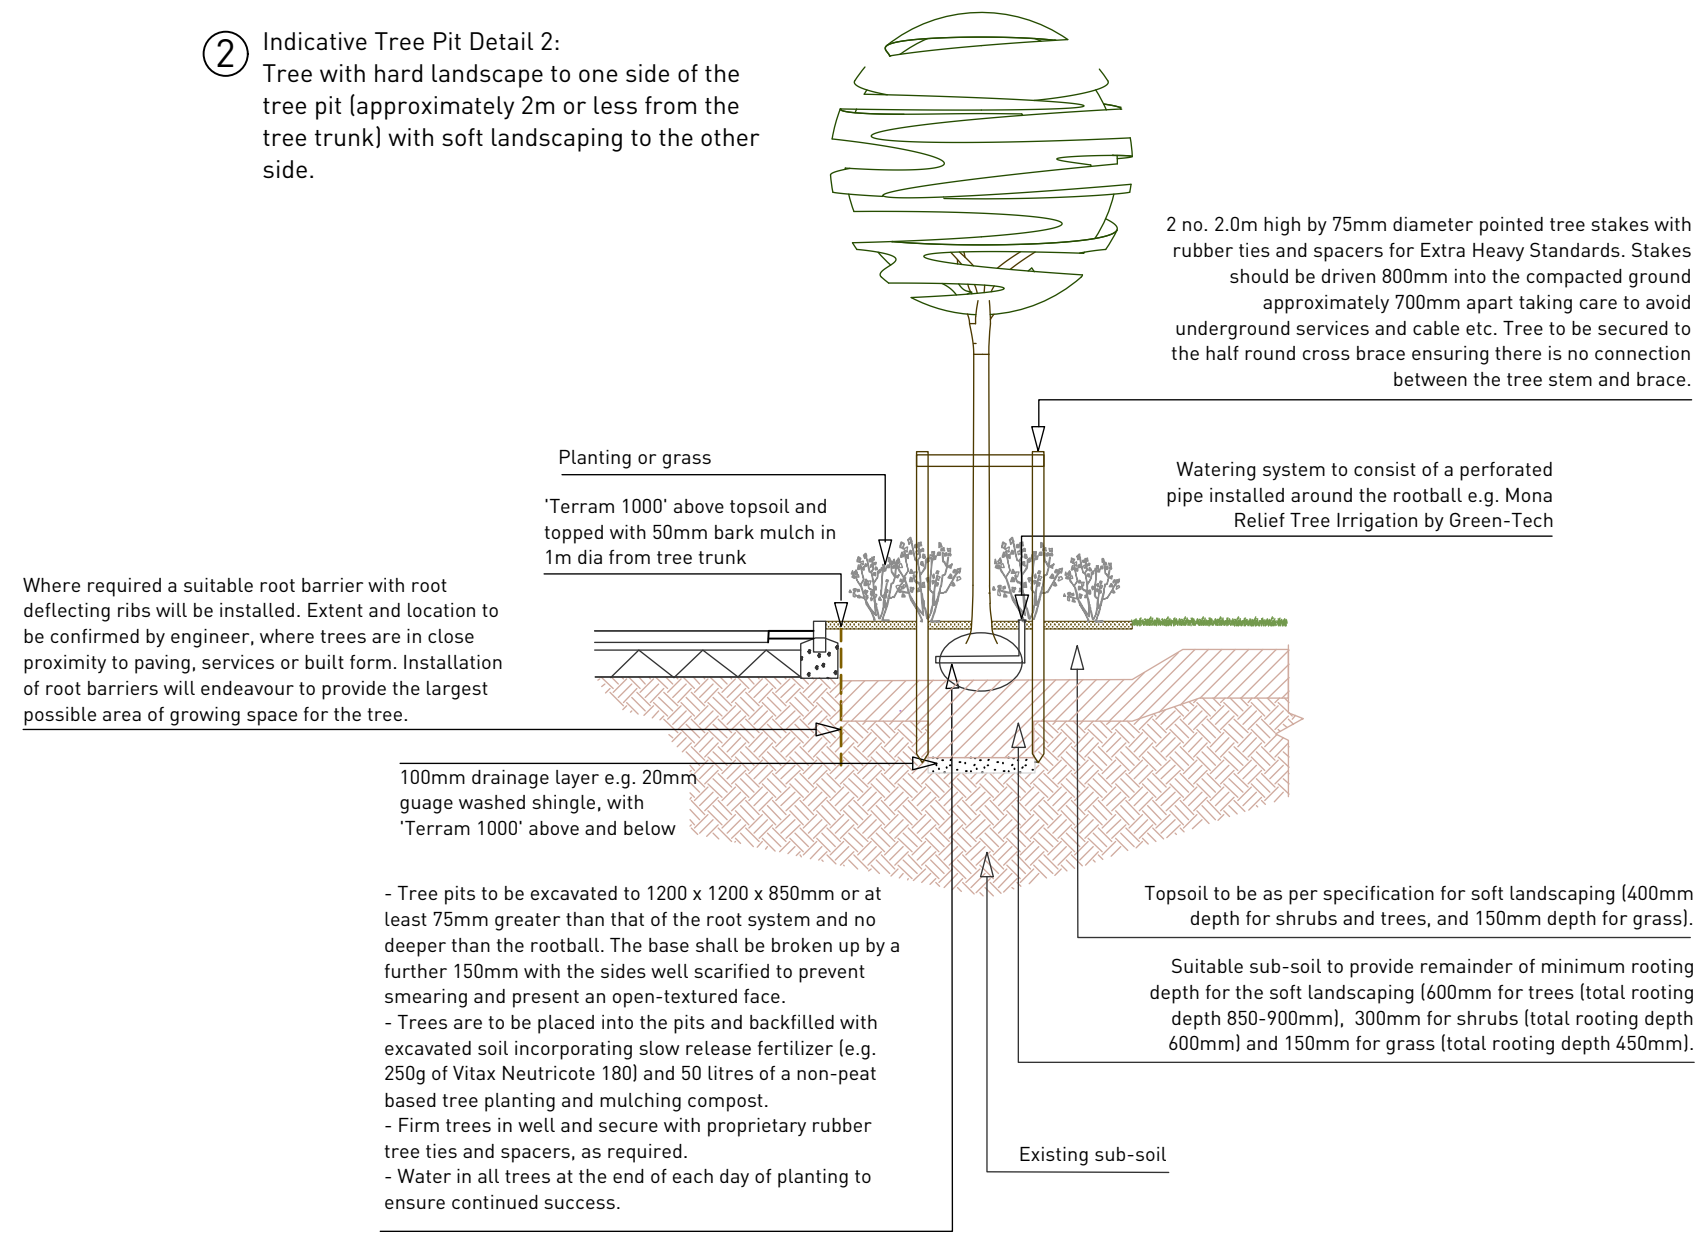 2
Indicative Tree Pit Detail 2:
Tree with hard landscape to one side of the
tree pit (approximately 2m or less from the
tree trunk) with soft landscaping to the other
side.
2 no. 2.0m high by 75mm diameter pointed tree stakes with
rubber ties and spacers for Extra Heavy Standards. Stakes
should be driven 800mm into the compacted ground
approximately 700mm apart taking care to avoid
underground services and cable etc. Tree to be secured to
the half round cross brace ensuring there is no connection
between the tree stem and brace.
Planting or grass
Watering system to consist of a perforated
pipe installed around the rootball e.g. Mona
Relief Tree Irrigation by Green-Tech
'Terram 1000' above topsoil and
topped with 50mm bark mulch in
1m dia from tree trunk
Where required a suitable root barrier with root
deflecting ribs will be installed. Extent and location to
be confirmed by engineer, where trees are in close
proximity to paving, services or built form. Installation
of root barriers will endeavour to provide the largest
possible area of growing space for the tree.
100mm drainage layer e.g. 20mm
guage washed shingle, with
'Terram 1000' above and below
- Tree pits to be excavated to 1200 x 1200 x 850mm or at
least 75mm greater than that of the root system and no
deeper than the rootball. The base shall be broken up by a
further 150mm with the sides well scarified to prevent
smearing and present an open-textured face.
- Trees are to be placed into the pits and backfilled with
excavated soil incorporating slow release fertilizer (e.g.
250g of Vitax Neutricote 180) and 50 litres of a non-peat
based tree planting and mulching compost.
- Firm trees in well and secure with proprietary rubber
tree ties and spacers, as required.
- Water in all trees at the end of each day of planting to
ensure continued success.
Topsoil to be as per specification for soft landscaping (400mm
depth for shrubs and trees, and 150mm depth for grass).
Suitable sub-soil to provide remainder of minimum rooting
depth for the soft landscaping (600mm for trees (total rooting
depth 850-900mm), 300mm for shrubs (total rooting depth
600mm) and 150mm for grass (total rooting depth 450mm).
Existing sub-soil